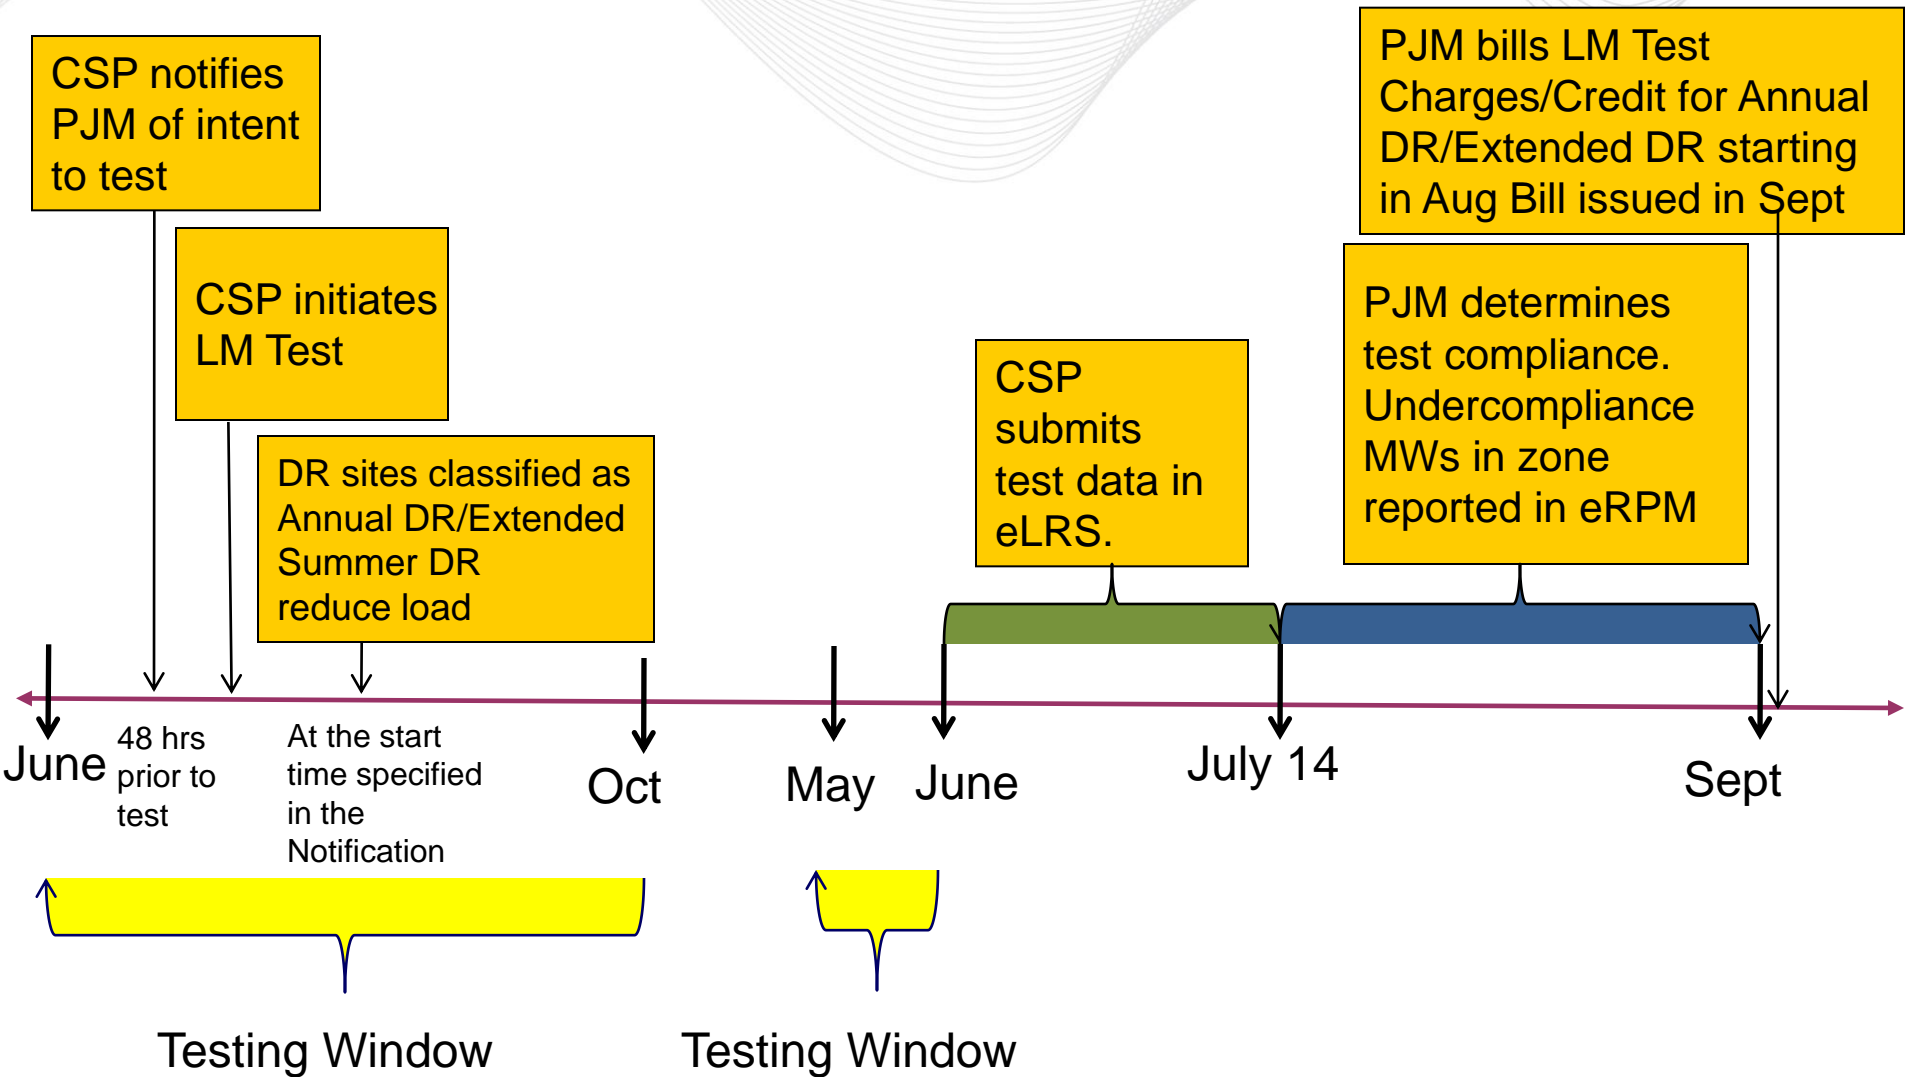 CSP notifies
PJM of intent
to test
CSP initiates
LM Test
DR sites classified as
Annual DR/Extended
Summer DR
reduce load
CSP
submits
test data in
eLRS.
PJM determines
test compliance.
Undercompliance
MWs in zone
reported in eRPM
PJM bills LM Test
Charges/Credit for Annual
DR/Extended DR starting
in Aug Bill issued in Sept
June
48 hrs
prior to
test
At the start
time specified
in the
Notification
Oct
May
June
July 14
Sept
Testing Window
Testing Window